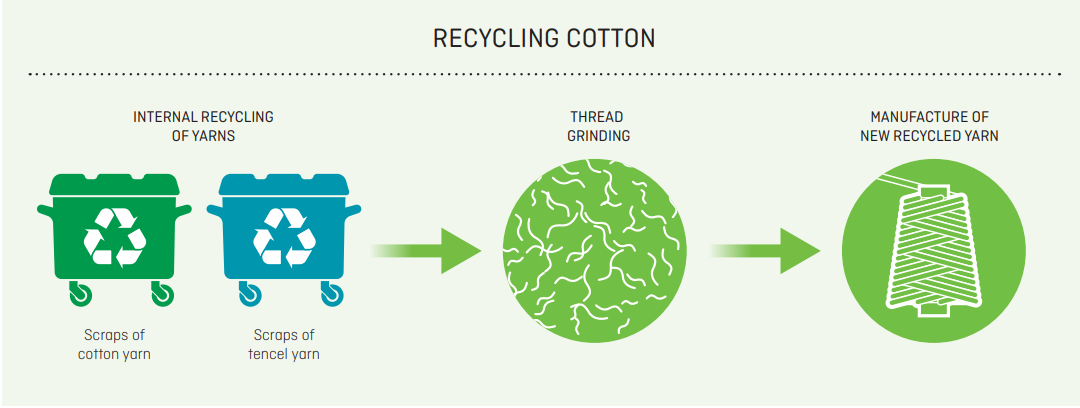 RECYCLING COTTON
INTERNAL RECYCLING
OF YARNS
Scraps of
cotton yarn
Scraps of
tencel yarn
THREAD
GRINDING
MANUFACTURE OF
NEW RECYCLED YARN